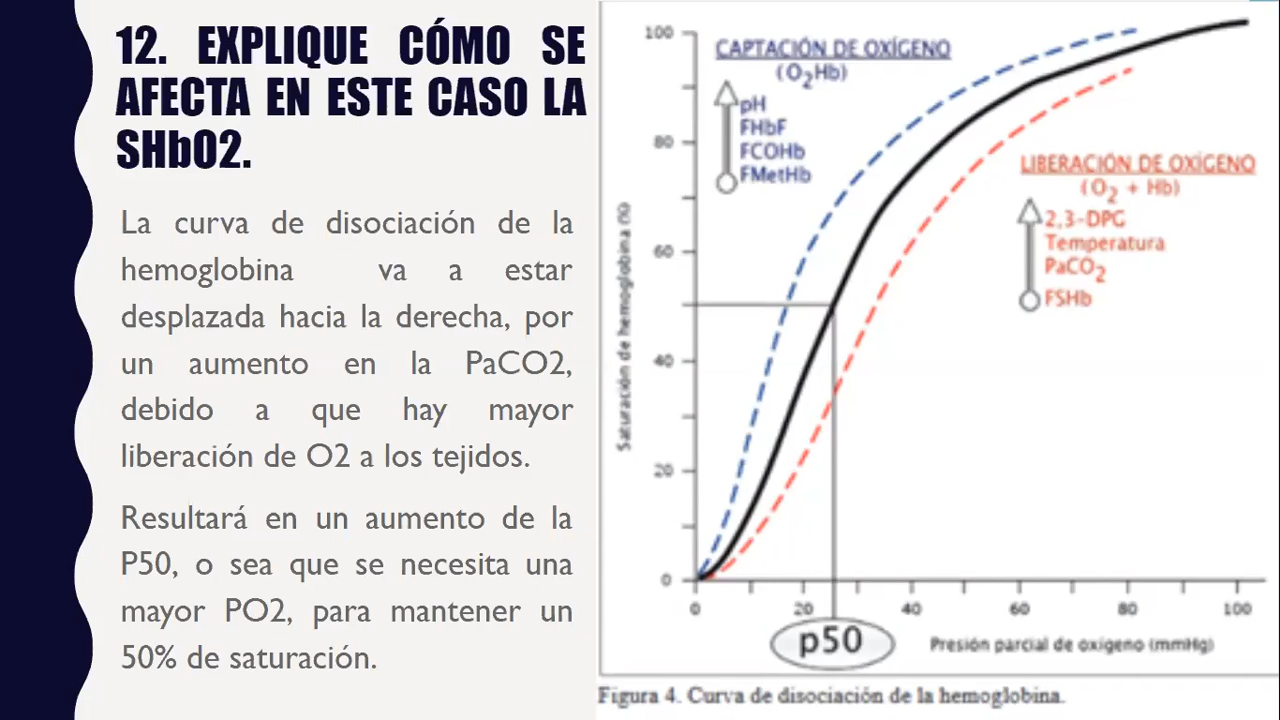 12. EXPLIQUE CÓMO SE
AFECTA EN ESTE CASO LA
SHbO2.
La curva de disociación de la
hemoglobina va a estar
desplazada hacia la derecha, por
un aumento en la PaCO2,
debido a que hay mayor
liberación de O2 a los tejidos.
Resultará en un aumento de la
P50, o sea que se necesita una
mayor PO2, para mantener un
50% de saturación.
CAPTACIÓN DE OXÍGENO
(O2Hb)
pH
FHbF
FCOHb
FMetHb
LIBERACIÓN DE OXÍGENO
(O2 + Hb)
2,3-DPG
Temperatura
PaCO2
FSHb
Saturación de hemoglobina (%)
100
80
60
40
20
0
0 20 40 60 80 100
p50
Presión parcial de oxígeno (mmHg)
Figura 4. Curva de disociación de la hemoglobina.